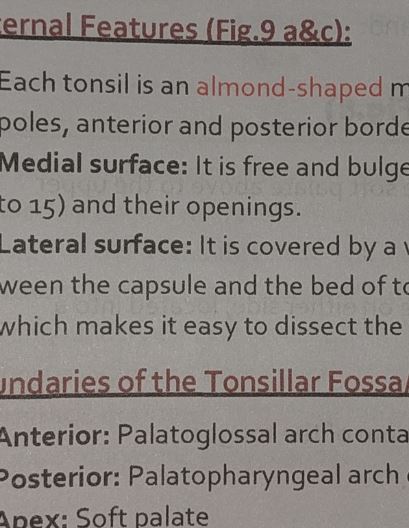 ernal Features (Fig.9 a&c):
Each tonsil is an almond-shaped m
poles, anterior and posterior borde
Medial surface: It is free and bulge
to 15) and their openings.
Lateral surface: It is covered by a v
ween the capsule and the bed of to
which makes it easy to dissect the
undaries of the Tonsillar Fossa/
Anterior: Palatoglossal arch conta
Posterior: Palatopharyngeal arch
Apex: Soft palate